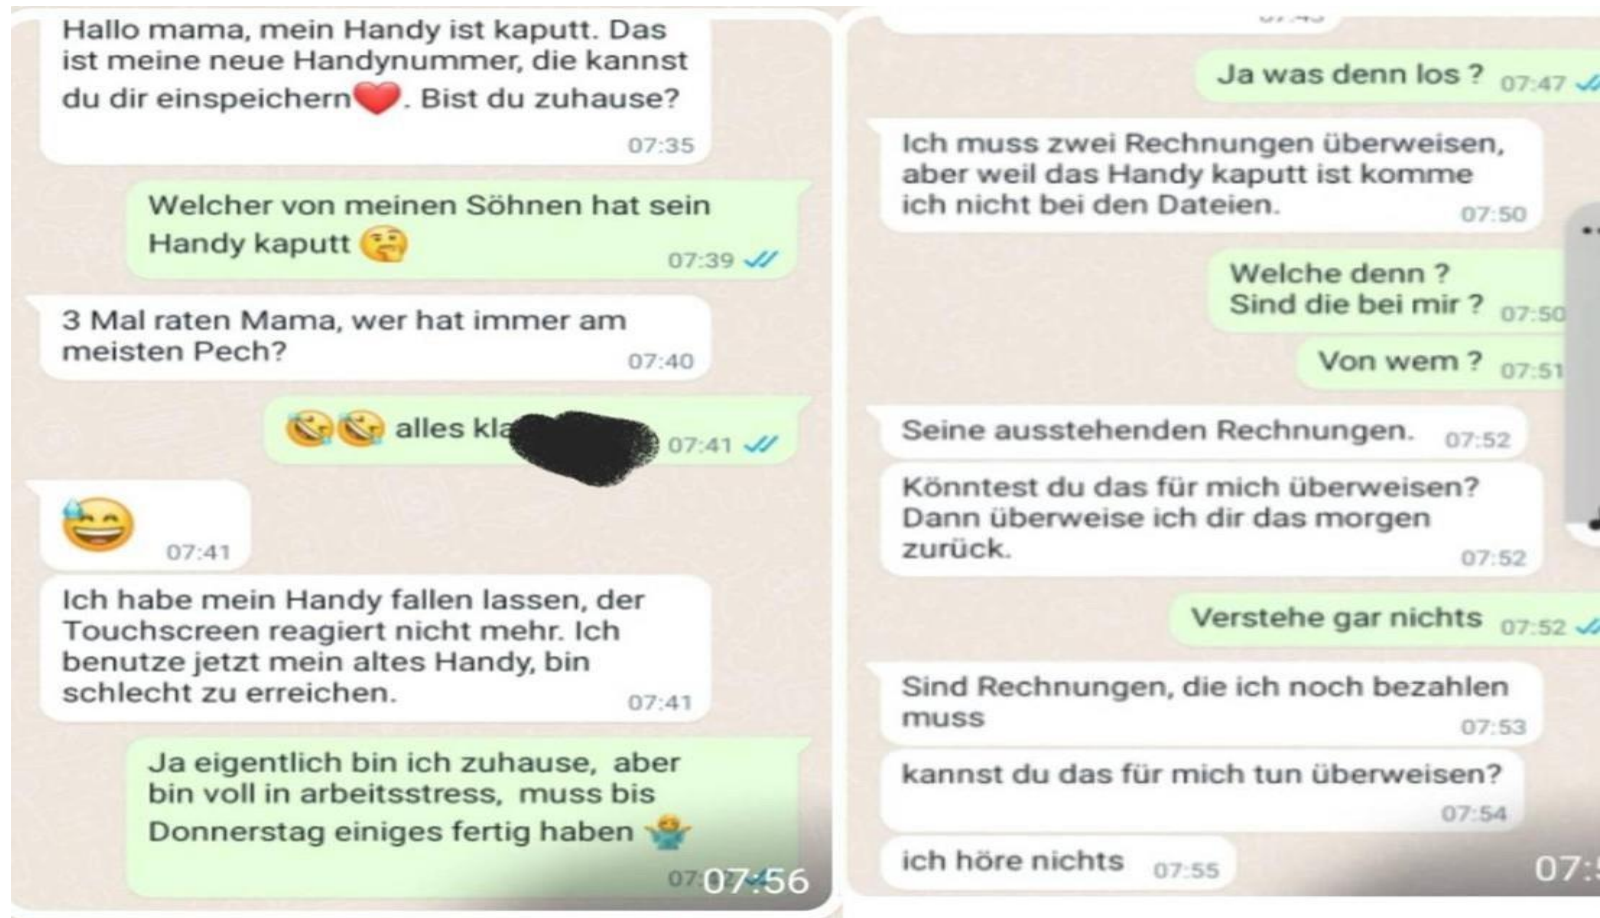 Hallo mama, mein Handy ist kaputt. Das
ist meine neue Handynummer, die kannst
du dir einspeichern❤️. Bist du zuhause?
07:35
Welcher von meinen Söhnen hat sein
Handy kaputt 🤔
07:39
3 Mal raten Mama, wer hat immer am
meisten Pech?
07:40
🤣🤣 alles
07:41
😅
07:41
Ich habe mein Handy fallen lassen, der
Touchscreen reagiert nicht mehr. Ich
benutze jetzt mein altes Handy, bin
schlecht zu erreichen.
07:41
Ja eigentlich bin ich zuhause, aber
bin voll in arbeitsstress, muss bis
Donnerstag einiges fertig haben 🤷
07:56
Ja was denn los ? 07:47
Ich muss zwei Rechnungen überweisen,
aber weil das Handy kaputt ist komme
ich nicht bei den Dateien.
07:50
Welche denn ?
Sind die bei mir ? 07:50
Von wem ? 07:51
Seine ausstehenden Rechnungen. 07:52
Könntest du das für mich überweisen?
Dann überweise ich dir das morgen
zurück.
07:52
Verstehe gar nichts 07:52
Sind Rechnungen, die ich noch bezahlen
muss
07:53
kannst du das für mich tun überweisen?
07:54
ich höre nichts 07:55